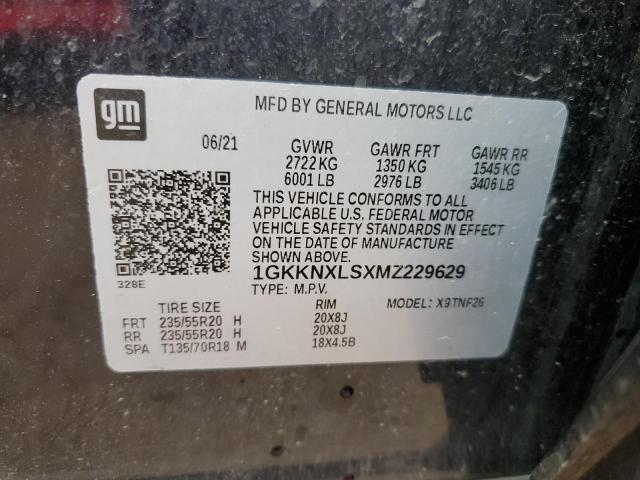 gm
MFD BY GENERAL MOTORS LLC
06/21 GVWR GAWR FRT GAWR RR
2722 KG 1350 KG 1545 KG
6001 LB 2976 LB 3406 LB
THIS VEHICLE CONFORMS TO ALL
APPLICABLE U.S. FEDERAL MOTOR
VEHICLE SAFETY STANDARDS IN EFFECT
ON THE DATE OF MANUFACTURE
SHOWN ABOVE.
1GKKNXLSXMZ229629
328E
TYPE: M.P.V. MODEL: X9TNF26
TIRE SIZE RIM
FRT 235/55R20 H 20X8J
RR 235/55R20 H 20X8J
SPA T135/70R18 M 18X4.5B